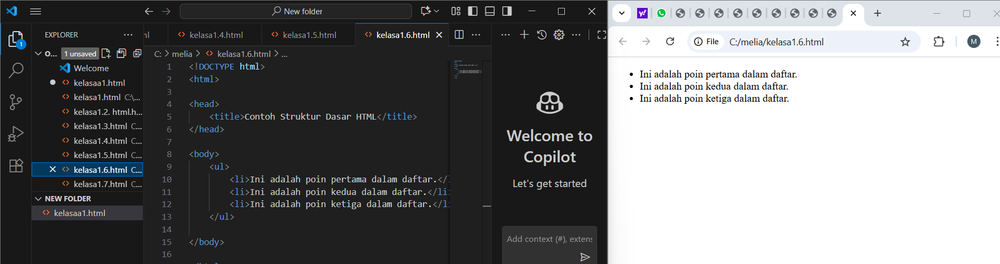 New folder
EXPLORER
O... 1 unsaved
Welcome
kelasaa1.html
kelasa1.html C:\...
kelasa1.2. html.h...
kelasa1.3.html C...
kelasa1.4.html C...
kelasa1.5.html C...
kelasa1.6.html C...
kelasa1.7.html C...
NEW FOLDER
kelasaa1.html
1
nl kelasa1.4.html kelasa1.5.html kelasa1.6.html
C: > melia > kelasa1.6.html > ...
1 <!DOCTYPE html>
2 <html>
3
4 <head>
5 <title>Contoh Struktur Dasar HTML</title>
6 </head>
7
8 <body>
9 <ul>
10 <li>Ini adalah poin pertama dalam daftar.</l
11 <li>Ini adalah poin kedua dalam daftar.</li
12 <li>Ini adalah poin ketiga dalam daftar.</li
13 </ul>
14
15 </body>
16
Welcome to
Copilot
Let's get started
Add context (#), extens
y!
File C:/melia/kelasa1.6.html
M
• Ini adalah poin pertama dalam daftar.
• Ini adalah poin kedua dalam daftar.
• Ini adalah poin ketiga dalam daftar.